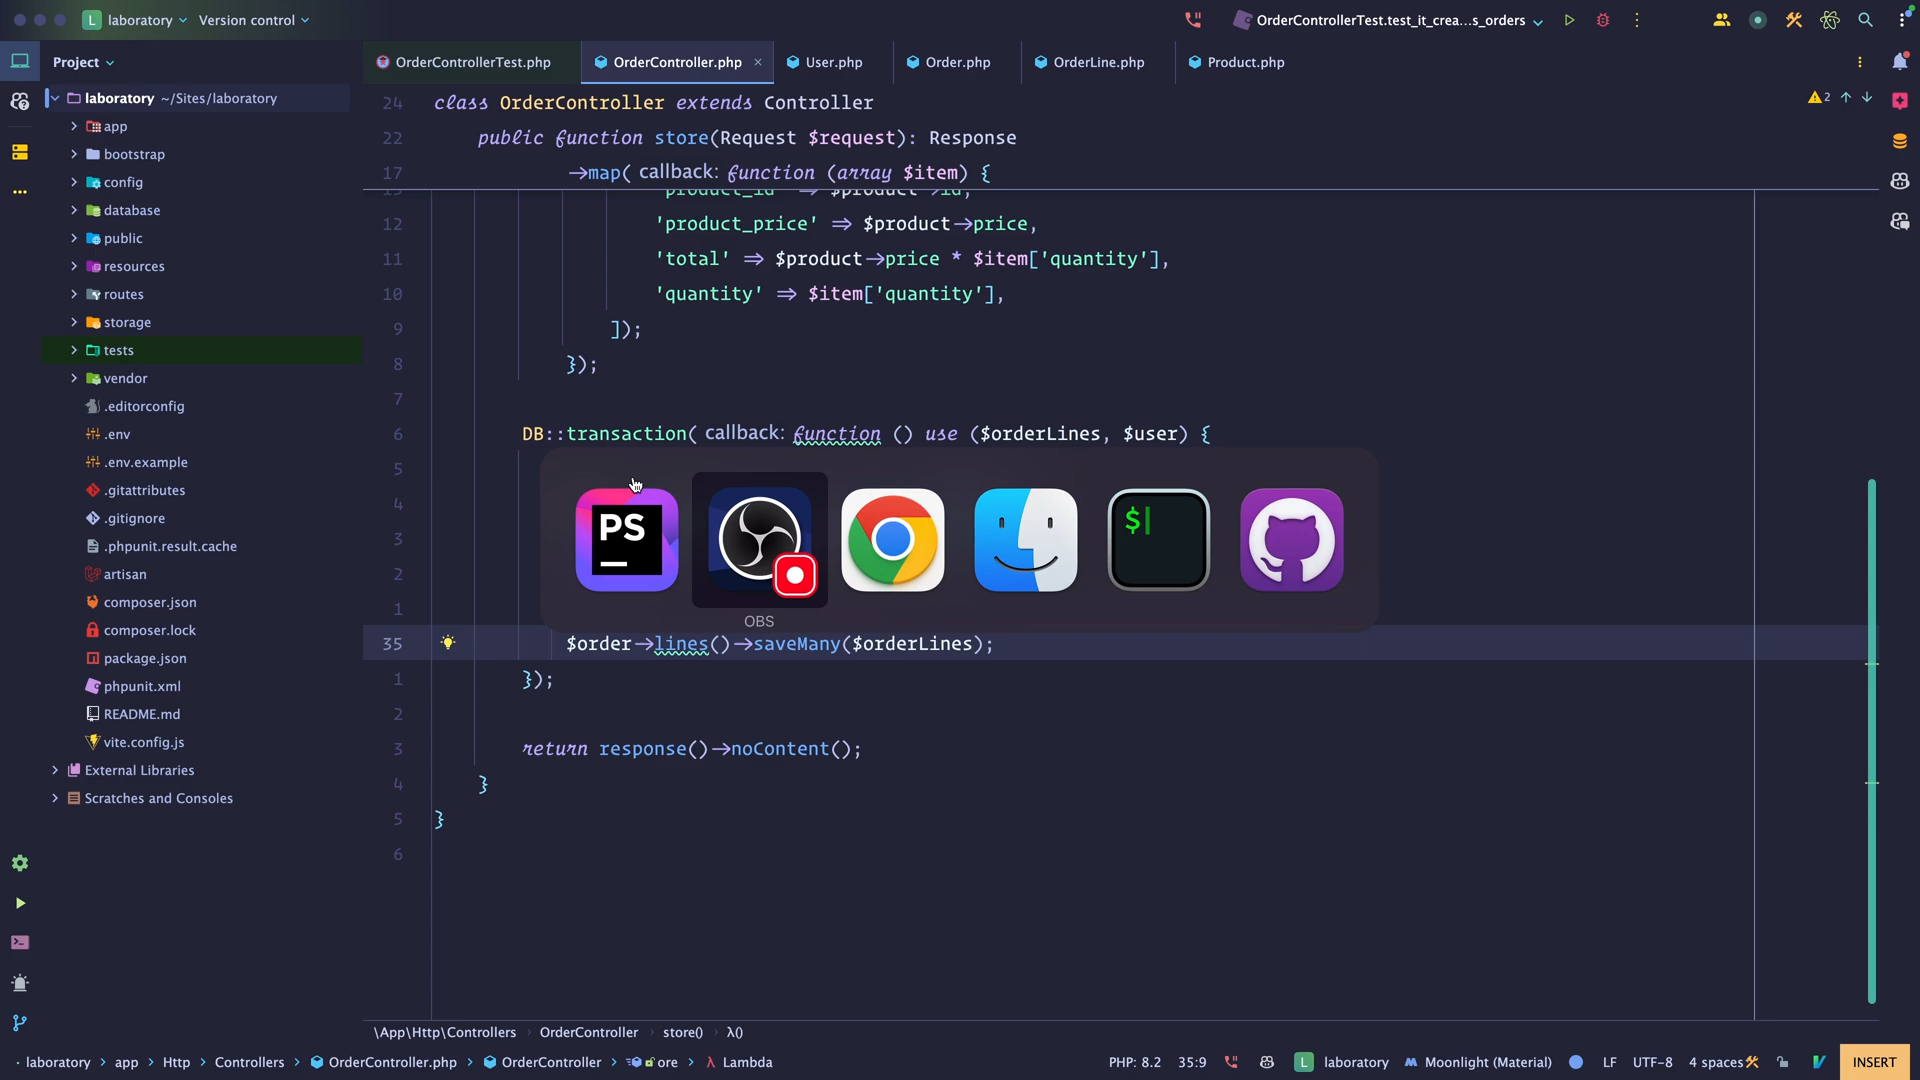 L laboratory Version control OrderControllerTest.test_it_crea...s_orders
Project OrderControllerTest.php OrderController.php User.php Order.php OrderLine.php Product.php
laboratory ~/Sites/laboratory
app
bootstrap
config
database
public
resources
routes
storage
tests
vendor
.editorconfig
.env
.env.example
.gitattributes
.gitignore
.phpunit.result.cache
artisan
composer.json
composer.lock
package.json
phpunit.xml
README.md
vite.config.js
External Libraries
Scratches and Consoles
24 class OrderController extends Controller
22 public function store(Request $request): Response
17 ->map( callback: function (array $item) {
13 'product_id' => $product->id,
12 'product_price' => $product->price,
11 'total' => $product->price * $item['quantity'],
10 'quantity' => $item['quantity'],
9 ]);
8 });
7
6 DB::transaction( callback: function () use ($orderLines, $user) {
5
4
3
2
1
35 $order->lines()->saveMany($orderLines);
1 });
2
3 return response()->noContent();
4 }
5 }
6
2
PS
$
OBS
\App\Http\Controllers OrderController store() λ()
laboratory app Http Controllers OrderController.php OrderController ore λ Lambda PHP: 8.2 35:9 L laboratory Moonlight (Material) LF UTF-8 4 spaces INSERT